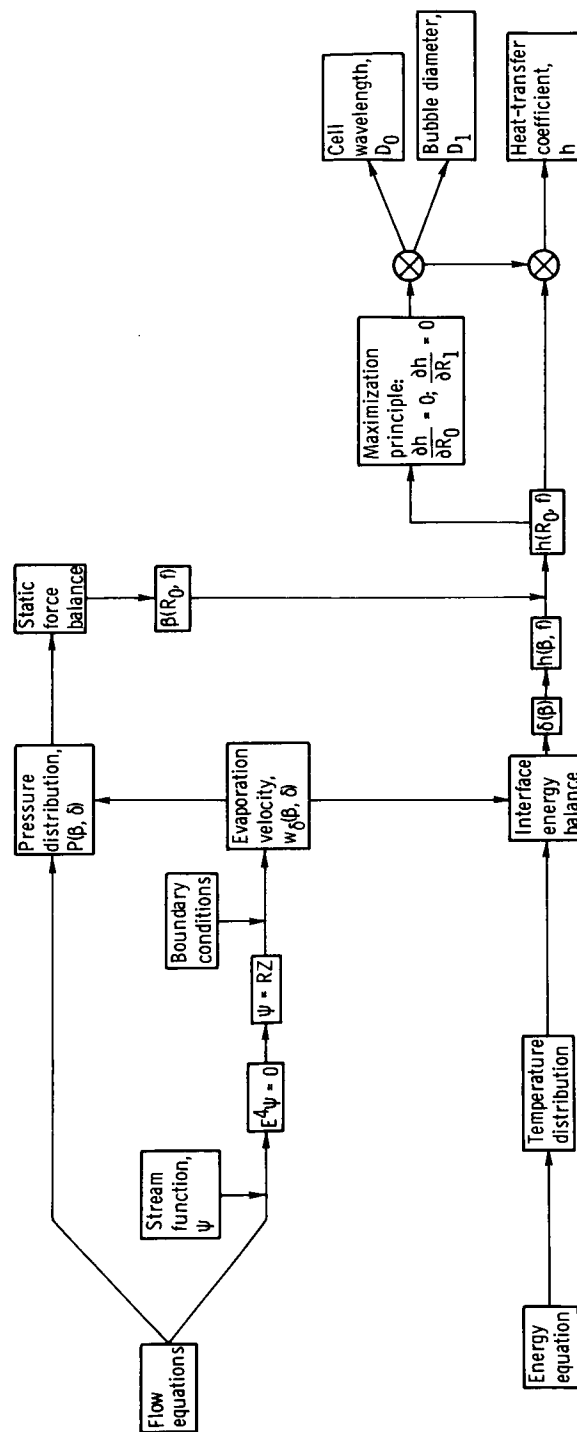 Flow
equations
Stream
function,
ψ
E⁴ψ = 0
ψ = RZ
Boundary
conditions
Pressure
distribution,
P(β, δ)
Evaporation
velocity,
w_δ(β, δ)
Static
force
balance
β(R₀, f)
Energy
equation
Temperature
distribution
Interface
energy
balance
δ(β)
h(β, f)
h(R₀, f)
Maximization
principle:
∂h/∂R₀ = 0; ∂h/∂R₁ = 0
Cell
wavelength,
D₀
Bubble diameter,
D₁
Heat-transfer
coefficient,
h